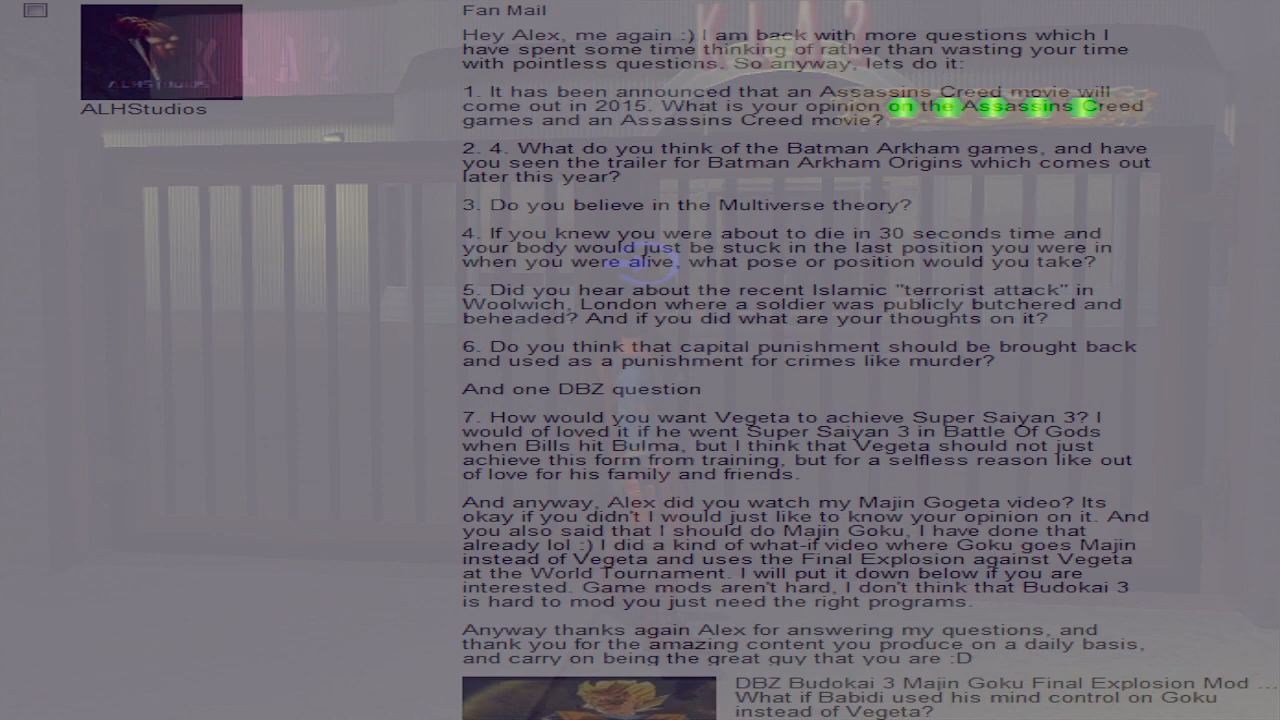 Fan Mail
Hey Alex, me again :) I am back with more questions which I
have spent some time thinking of rather than wasting your time
with pointless questions. So anyway, lets do it:
1. It has been announced that an Assassins Creed movie will
come out in 2015. What is your opinion on the Assassins Creed
games and an Assassins Creed movie?
2. 4. What do you think of the Batman Arkham games, and have
you seen the trailer for Batman Arkham Origins which comes out
later this year?
3. Do you believe in the Multiverse theory?
4. If you knew you were about to die in 30 seconds time and
your body would just be stuck in the last position you were in
when you were alive, what pose or position would you take?
5. Did you hear about the recent Islamic "terrorist attack" in
Woolwich, London where a soldier was publicly butchered and
beheaded? And if you did what are your thoughts on it?
6. Do you think that capital punishment should be brought back
and used as a punishment for crimes like murder?
And one DBZ question
7. How would you want Vegeta to achieve Super Saiyan 3? I
would of loved it if he went Super Saiyan 3 in Battle Of Gods
when Bills hit Bulma, but I think that Vegeta should not just
achieve this form from training, but for a selfless reason like out
of love for his family and friends.
And anyway, Alex did you watch my Majin Gogeta video? Its
okay if you didn't I would just like to know your opinion on it. And
you also said that I should do Majin Goku, I have done that
already lol :) I did a kind of what-if video where Goku goes Majin
instead of Vegeta and uses the Final Explosion against Vegeta
at the World Tournament. I will put it down below if you are
interested. Game mods aren't hard, I don't think that Budokai 3
is hard to mod you just need the right programs.
Anyway thanks again Alex for answering my questions, and
thank you for the amazing content you produce on a daily basis,
and carry on being the great guy that you are :D
DBZ Budokai 3 Majin Goku Final Explosion Mod ...
What if Babidi used his mind control on Goku
instead of Vegeta?
ALHSTUDIOS
ALHStudios
KLA2